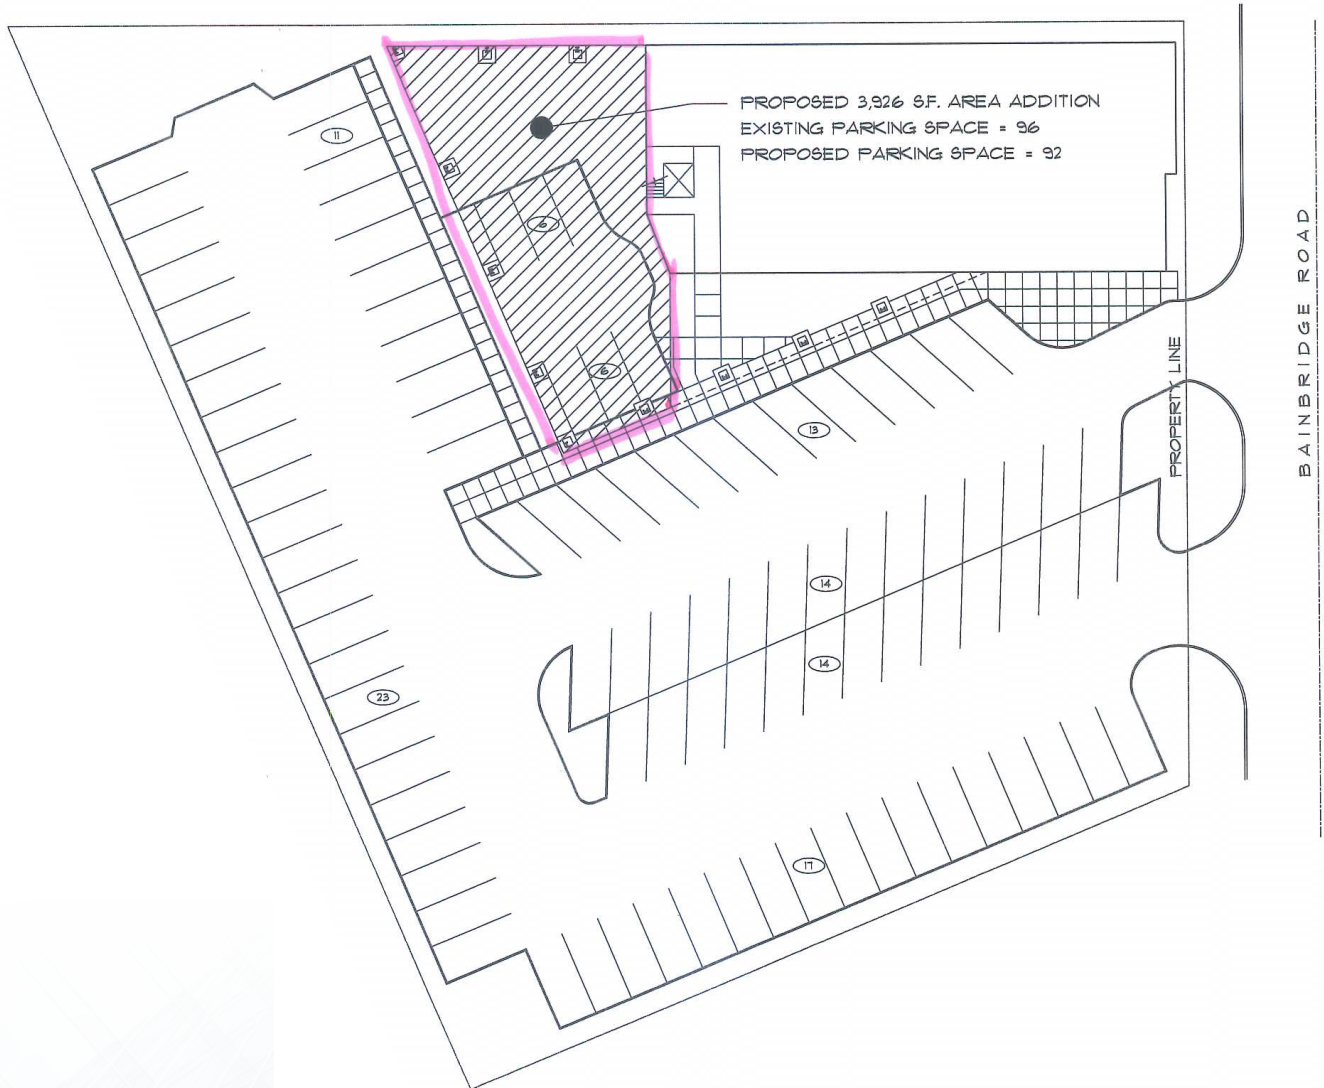 PROPOSED 3,926 S.F. AREA ADDITION
EXISTING PARKING SPACE = 96
PROPOSED PARKING SPACE = 92
11
6
6
13
14
14
23
17
PROPERTY LINE
BAINBRIDGE ROAD